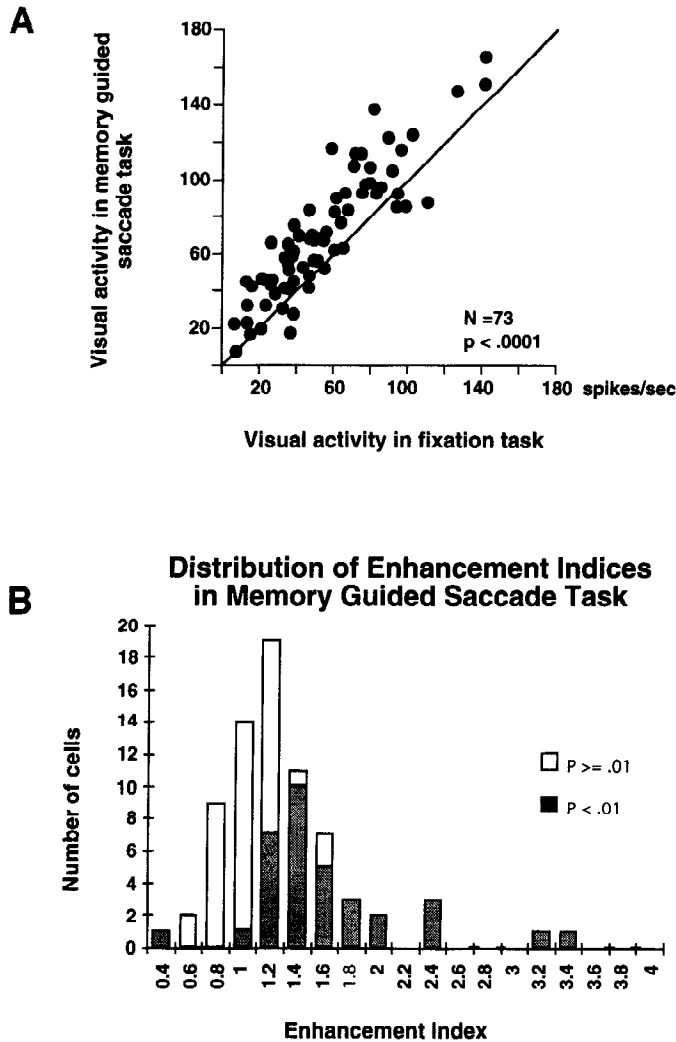 A
Visual activity in memory guided
saccade task
180
140
100
60
20
N =73
p < .0001
20 60 100 140 180 spikes/sec
Visual activity in fixation task
B
Distribution of Enhancement Indices
in Memory Guided Saccade Task
Number of cells
20
18
16
14
12
10
8
6
4
2
0
P >= .01
P < .01
0.4 0.6 0.8 1 1.2 1.4 1.6 1.8 2 2.2 2.4 2.6 2.8 3 3.2 3.4 3.6 3.8 4
Enhancement Index